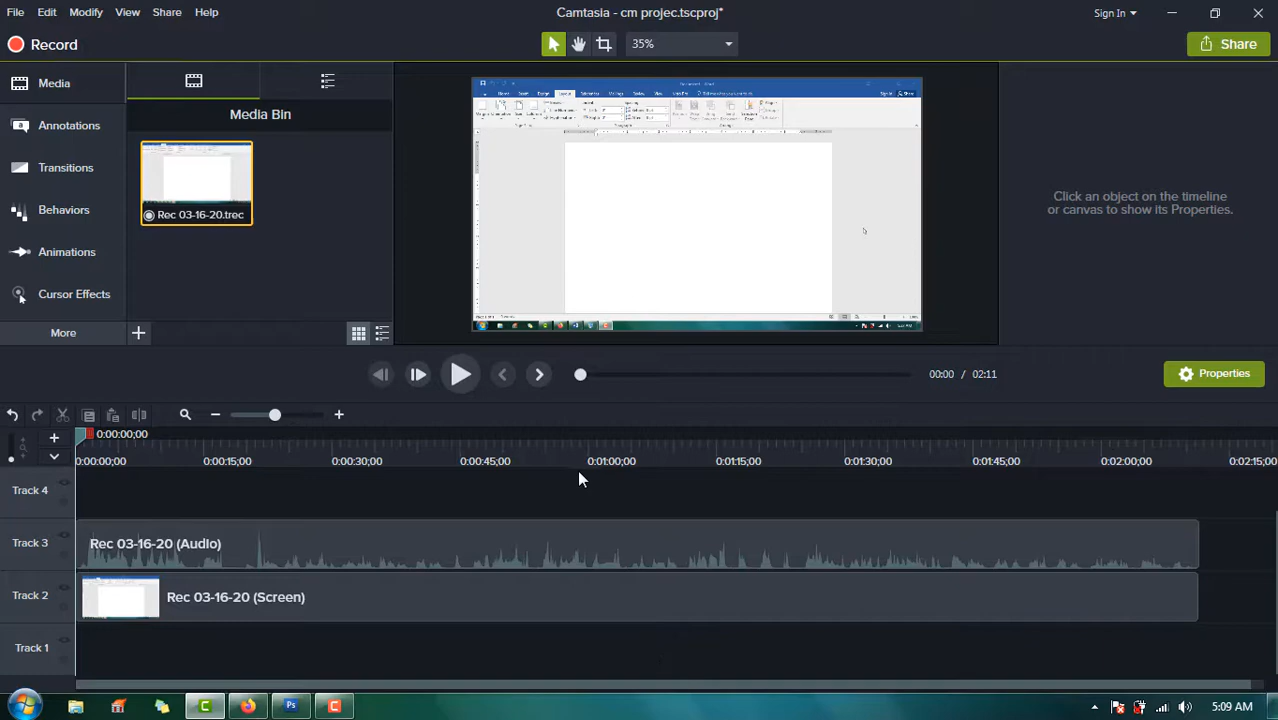 File Edit Modify View Share Help
Camtasia - cm projec.tscproj*
Sign In
Record
35%
Share
Media
Annotations
Transitions
Behaviors
Animations
Cursor Effects
More
Media Bin
Rec 03-16-20.trec
Click an object on the timeline
or canvas to show its Properties.
00:00 / 02:11
Properties
0:00:00;00
0:00:00;00 0:00:15;00 0:00:30;00 0:00:45;00 0:01:00;00 0:01:15;00 0:01:30;00 0:01:45;00 0:02:00;00 0:02:15;00
Track 4
Track 3
Rec 03-16-20 (Audio)
Track 2
Rec 03-16-20 (Screen)
Track 1
5:09 AM